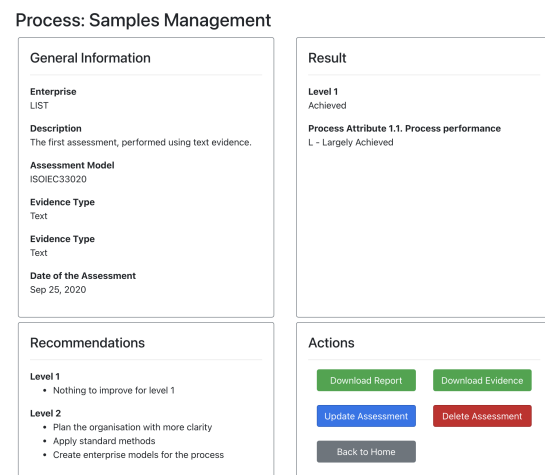 Process: Samples Management
General Information
Enterprise
LIST
Description
The first assessment, performed using text evidence.
Assessment Model
ISOIEC33020
Evidence Type
Text
Evidence Type
Text
Date of the Assessment
Sep 25, 2020
Result
Level 1
Achieved
Process Attribute 1.1. Process performance
L - Largely Achieved
Recommendations
Level 1
• Nothing to improve for level 1
Level 2
• Plan the organisation with more clarity
• Apply standard methods
• Create enterprise models for the process
Actions
Download Report
Download Evidence
Update Assessment
Delete Assessment
Back to Home